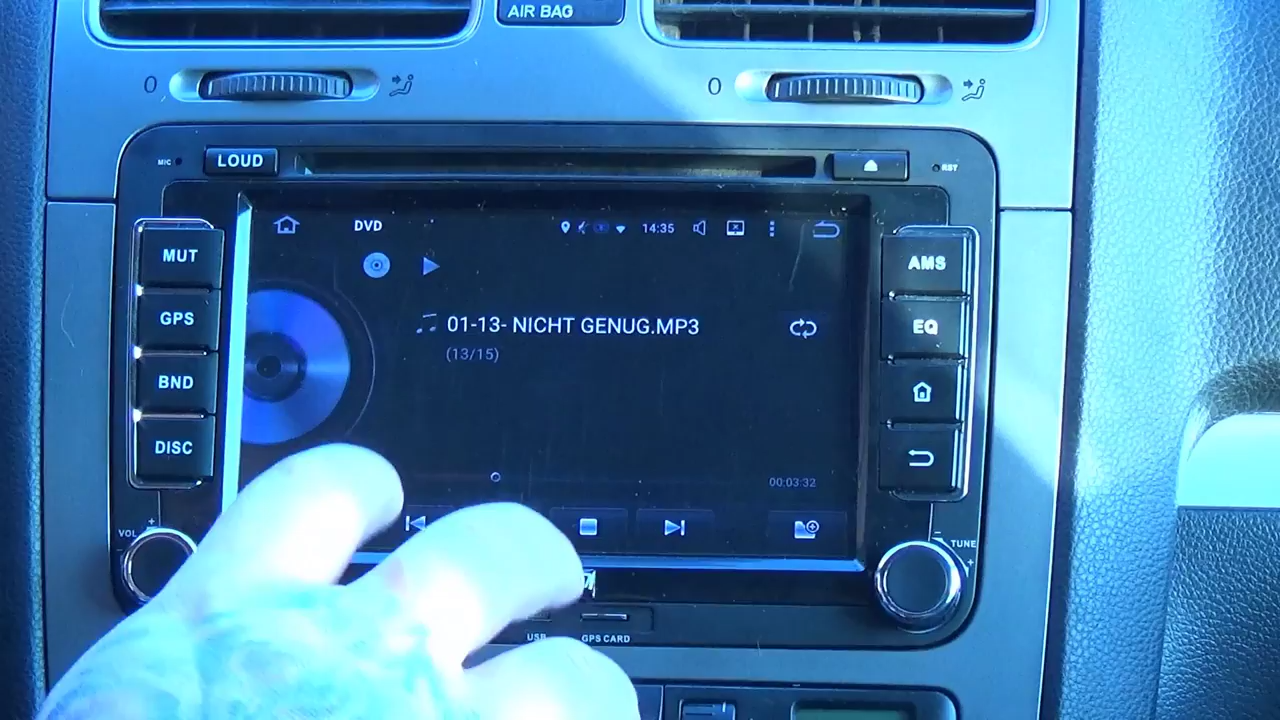 AIR BAG
0
0
MIC
LOUD
RST
DVD
14:35
MUT
GPS
BND
DISC
01-13- NICHT GENUG.MP3
(13/15)
00:03:32
AMS
EQ
VOL
TUNE
USB
GPS CARD